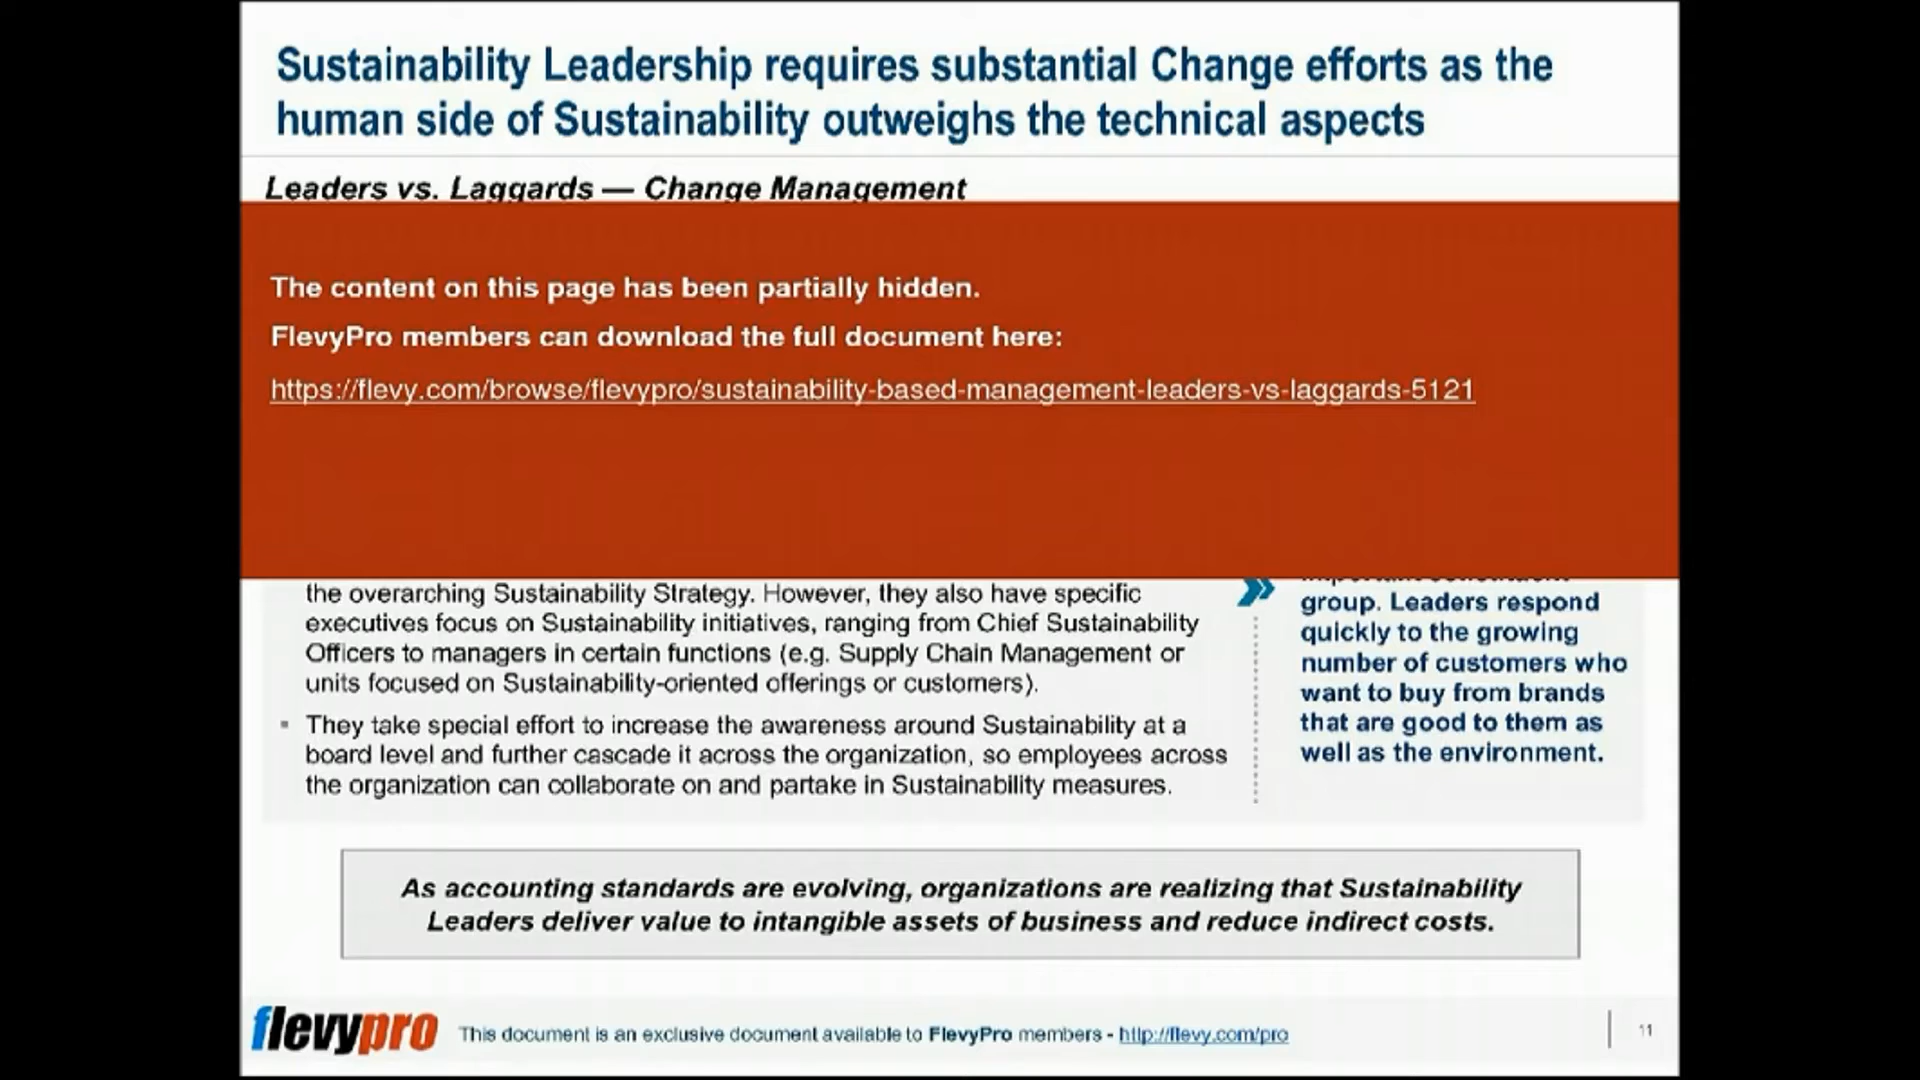 Sustainability Leadership requires substantial Change efforts as the
human side of Sustainability outweighs the technical aspects
Leaders vs. Laggards — Change Management
The content on this page has been partially hidden.
FlevyPro members can download the full document here:
https://flevy.com/browse/flevypro/sustainability-based-management-leaders-vs-laggards-5121
the overarching Sustainability Strategy. However, they also have specific
executives focus on Sustainability initiatives, ranging from Chief Sustainability
Officers to managers in certain functions (e.g. Supply Chain Management or
units focused on Sustainability-oriented offerings or customers).
▪ They take special effort to increase the awareness around Sustainability at a
board level and further cascade it across the organization, so employees across
the organization can collaborate on and partake in Sustainability measures.
group. Leaders respond
quickly to the growing
number of customers who
want to buy from brands
that are good to them as
well as the environment.
As accounting standards are evolving, organizations are realizing that Sustainability
Leaders deliver value to intangible assets of business and reduce indirect costs.
flevypro
This document is an exclusive document available to FlevyPro members - http://flevy.com/pro
11